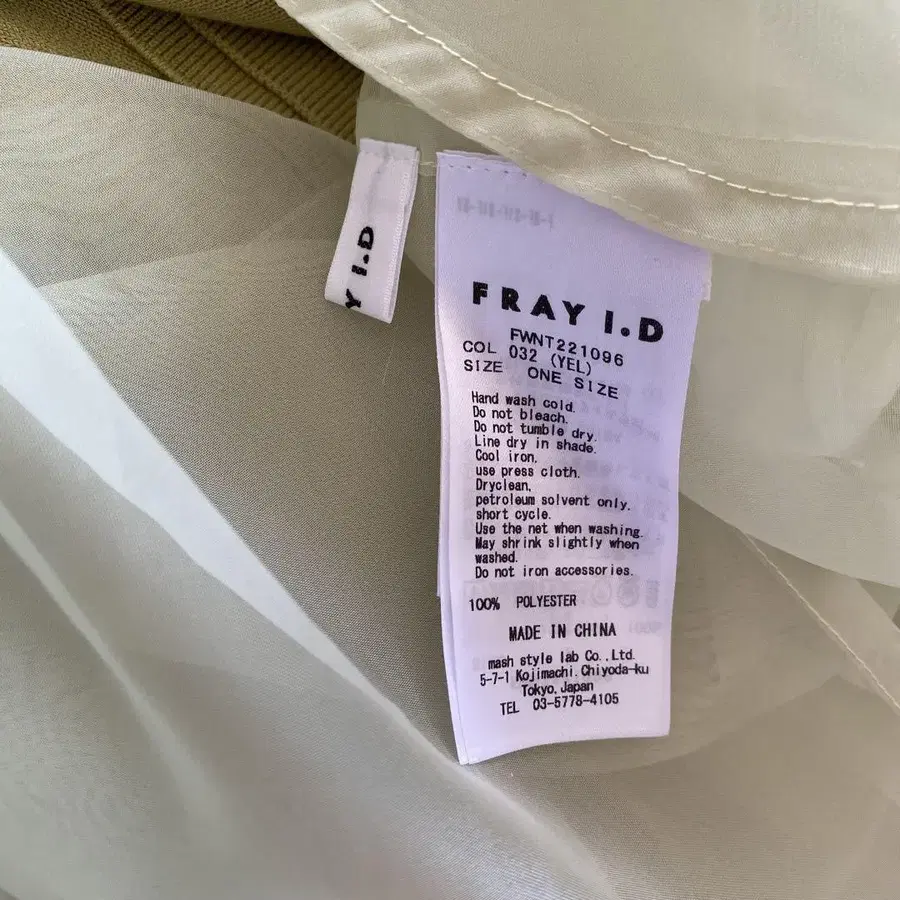 Y I.D
FRAY I.D
FWNT221096
COL 032 (YEL)
SIZE ONE SIZE
Hand wash cold.
Do not bleach.
Do not tumble dry.
Line dry in shade.
Cool iron.
use press cloth.
Dryclean,
petroleum solvent only.
short cycle.
Use the net when washing.
May shrink slightly when
washed.
Do not iron accessories.
100% POLYESTER
MADE IN CHINA
mash style lab Co.,Ltd.
5-7-1 Kojimachi.Chiyoda-ku
Tokyo,Japan
TEL 03-5778-4105